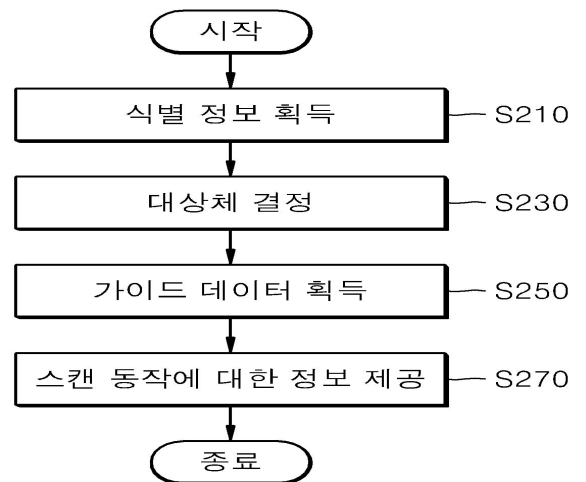 시작
식별 정보 획득
S210
대상체 결정
S230
가이드 데이터 획득
S250
스캔 동작에 대한 정보 제공
S270
종료